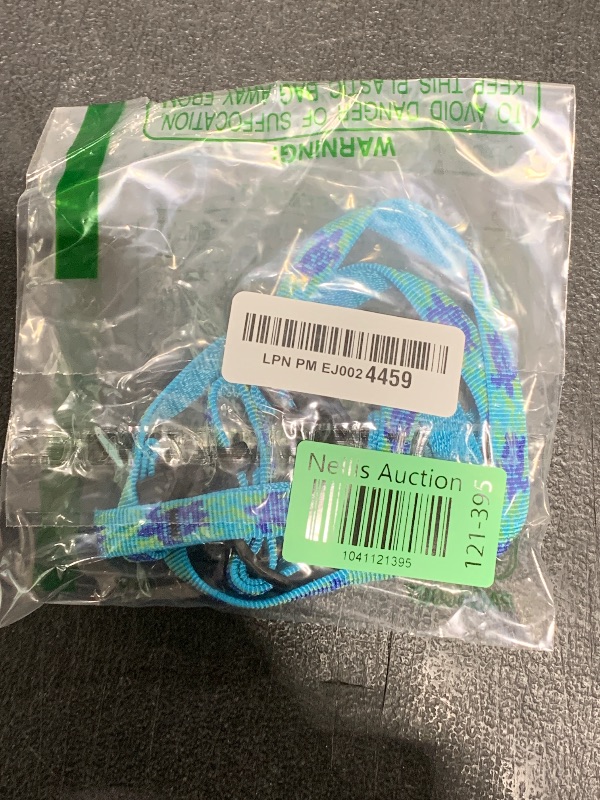 KEEP THIS PLASTIC BAG AWAY FROM
TO AVOID DANGER OF SUFFOCATION
WARNING:
LPN PM EJ002 4459
Nellis Auction
1041121395
121-395